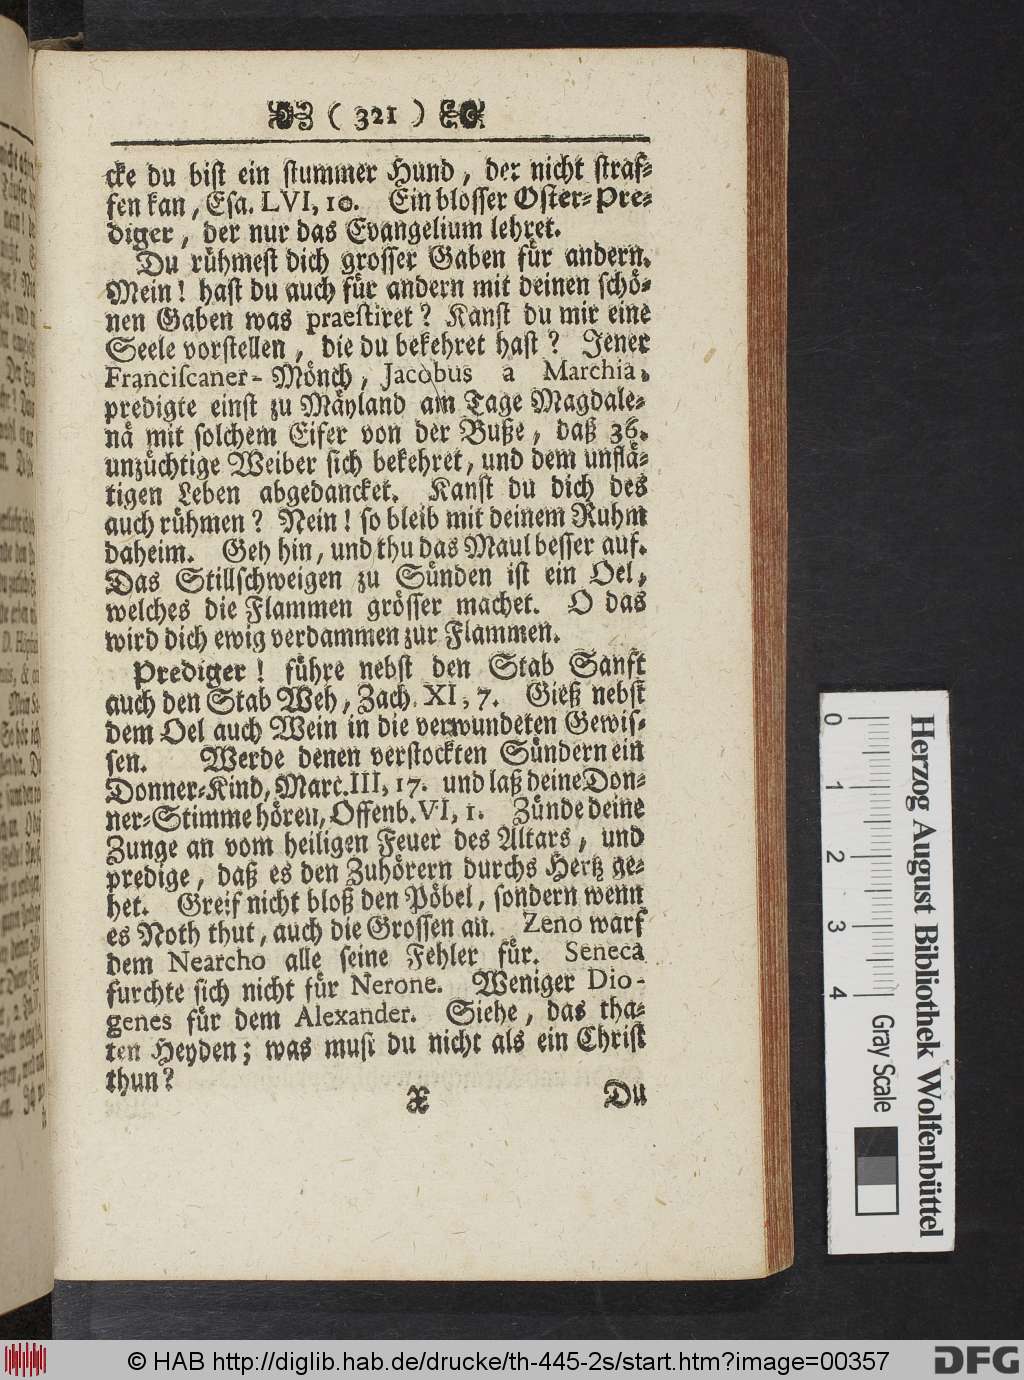 ( 321 )
cke du bist ein stummer Hund, der nicht straf-
fen kan, Esa. LVI, 10. Ein blosser Oster-Pre-
diger, der nur das Evangelium lehret.
Du rühmest dich grosser Gaben für andern.
Mein! hast du auch für andern mit deinen schö-
nen Gaben was praestiret? Kanst du mir eine
Seele vorstellen, die du bekehret hast? Jener
Franciscaner-Mönch, Jacobus a Marchia,
predigte einst zu Mäyland am Tage Magdale-
nä mit solchem Eifer von der Buße, daß 36.
unzüchtige Weiber sich bekehret, und dem unflä-
tigen Leben abgedancket. Kanst du dich des
auch rühmen? Nein! so bleib mit deinem Ruhm
daheim. Geh hin, und thu das Maul besser auf.
Das Stillschweigen zu Sünden ist ein Oel,
welches die Flammen grösser machet. O das
wird dich ewig verdammen zur Flammen.
Prediger! führe nebst den Stab Sanft
auch den Stab Weh, Zach. XI, 7. Gieß nebst
dem Oel auch Wein in die verwundeten Gewis-
sen. Werde denen verstockten Sündern ein
Donner-Kind, Marc. III, 17. und laß deine Don-
ner-Stimme hören, Offenb. VI, 1. Zünde deine
Zunge an vom heiligen Feuer des Altars, und
predige, daß es den Zuhörern durchs Hertz ge-
het. Greif nicht bloß den Pöbel, sondern wenn
es Noth thut, auch die Grossen an. Zeno warf
dem Nearcho alle seine Fehler für. Seneca
furchte sich nicht für Nerone. Weniger Dio-
genes für dem Alexander. Siehe, das tha-
ten Heyden; was must du nicht als ein Christ
thun?
X Du
Herzog August Bibliothek Wolfenbüttel
0 1 2 3 4 Gray Scale
© HAB http://diglib.hab.de/drucke/th-445-2s/start.htm?image=00357
DFG